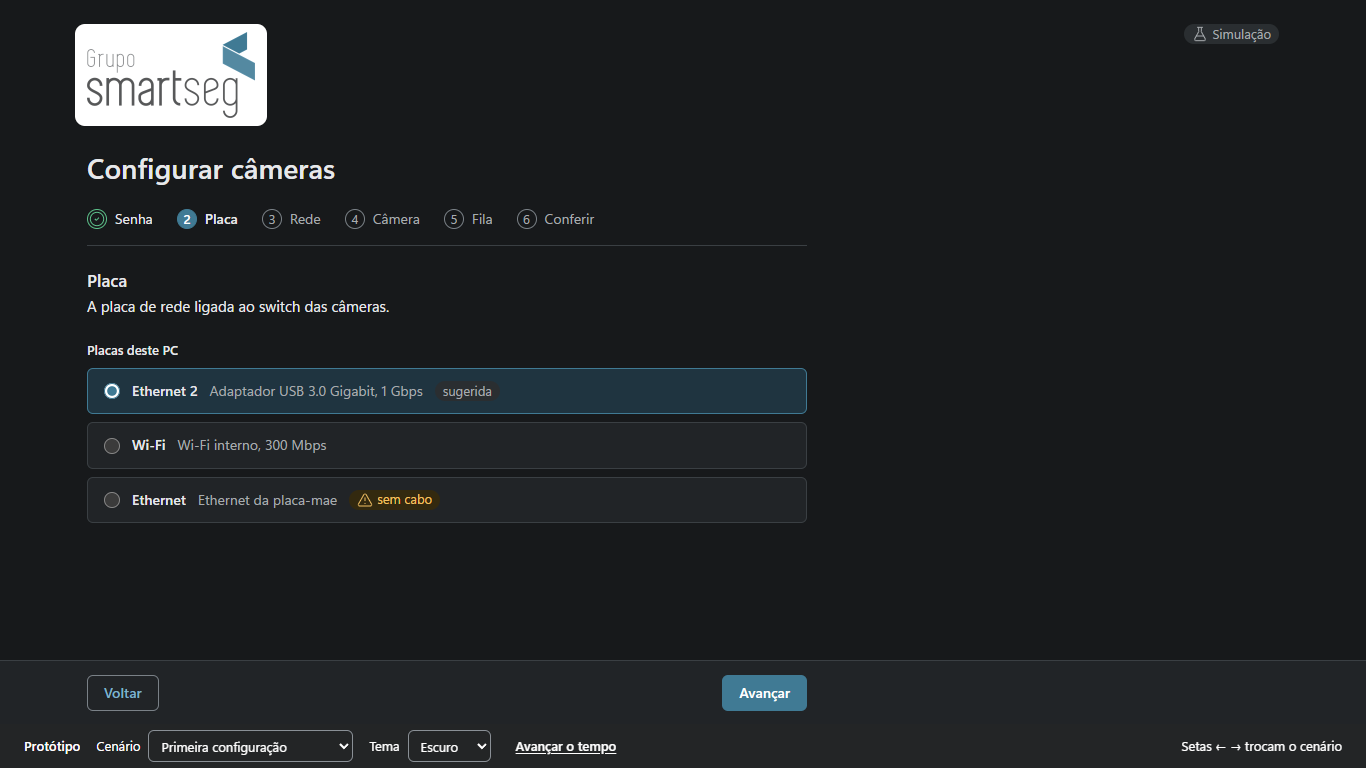 Grupo
smartseg
Simulação
Configurar câmeras
Senha 2 Placa 3 Rede 4 Câmera 5 Fila 6 Conferir
Placa
A placa de rede ligada ao switch das câmeras.
Placas deste PC
Ethernet 2 Adaptador USB 3.0 Gigabit, 1 Gbps sugerida
Wi-Fi Wi-Fi interno, 300 Mbps
Ethernet Ethernet da placa-mae sem cabo
Voltar Avançar
Protótipo Cenário Primeira configuração Tema Escuro Avançar o tempo Setas ← → trocam o cenário